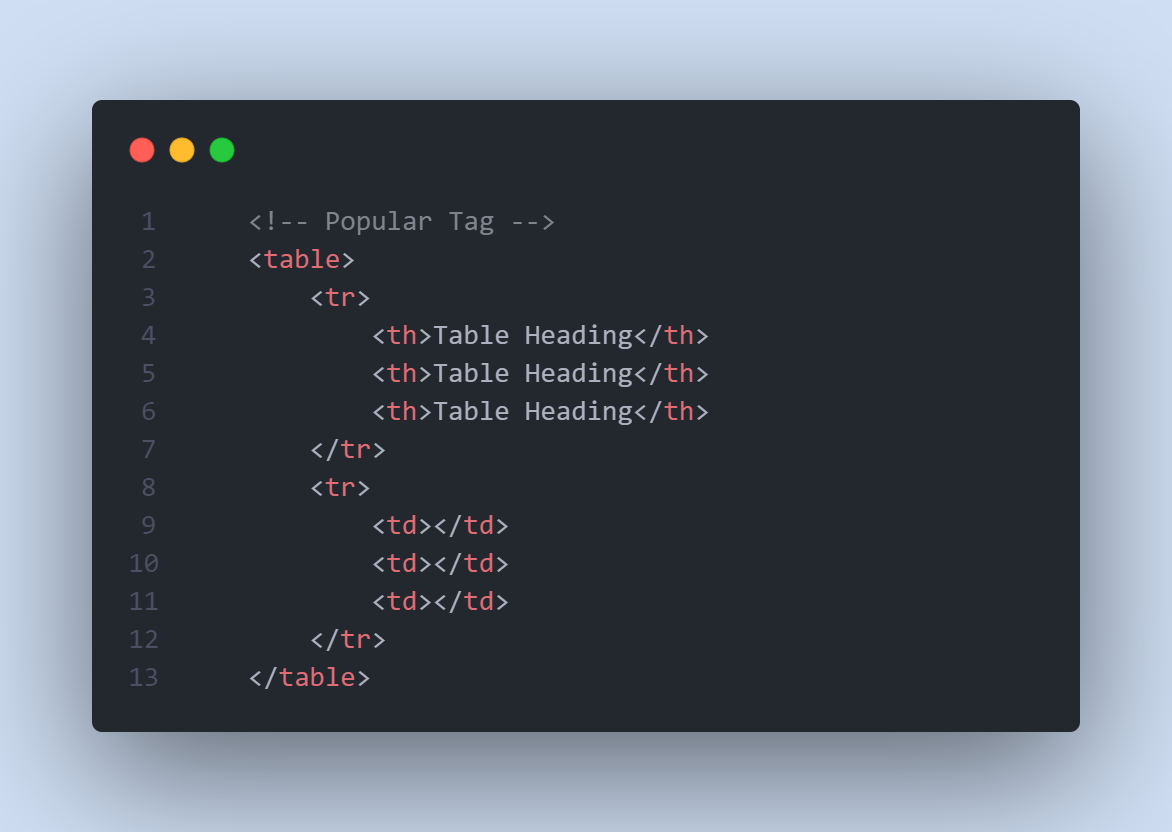 1 <!-- Popular Tag -->
2 <table>
3 <tr>
4 <th>Table Heading</th>
5 <th>Table Heading</th>
6 <th>Table Heading</th>
7 </tr>
8 <tr>
9 <td></td>
10 <td></td>
11 <td></td>
12 </tr>
13 </table>